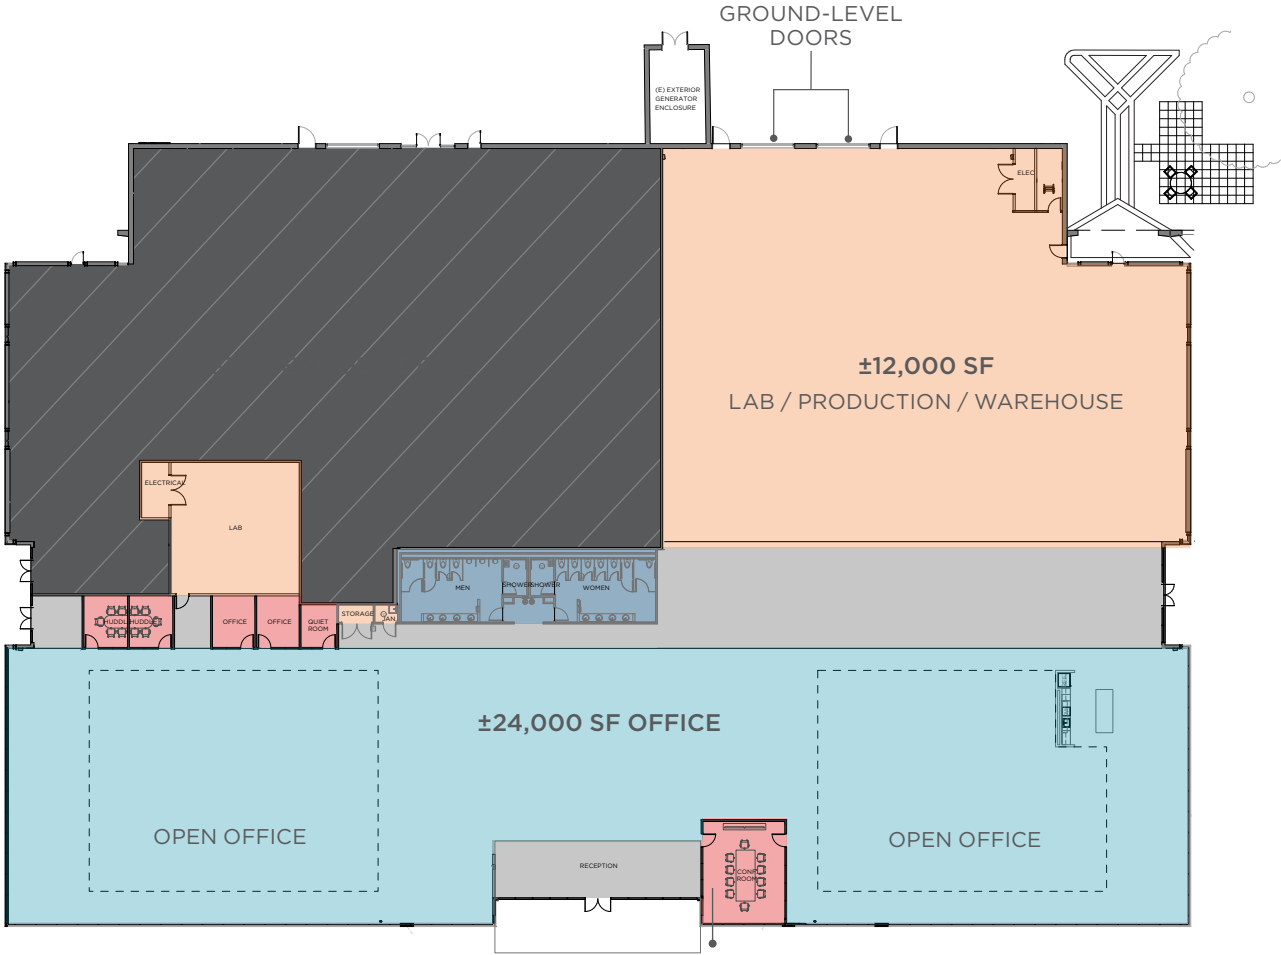 GROUND-LEVEL
DOORS
(E) EXTERIOR
GENERATOR
ENCLOSURE
ELEC
±12,000 SF
LAB / PRODUCTION / WAREHOUSE
ELECTRICAL
LAB
MEN
SHOWER
SHOWER
WOMEN
HUDDLE
HUDDLE
OFFICE
OFFICE
QUIET
ROOM
STORAGE
JAN
±24,000 SF OFFICE
OPEN OFFICE
OPEN OFFICE
RECEPTION
CONF
ROOM